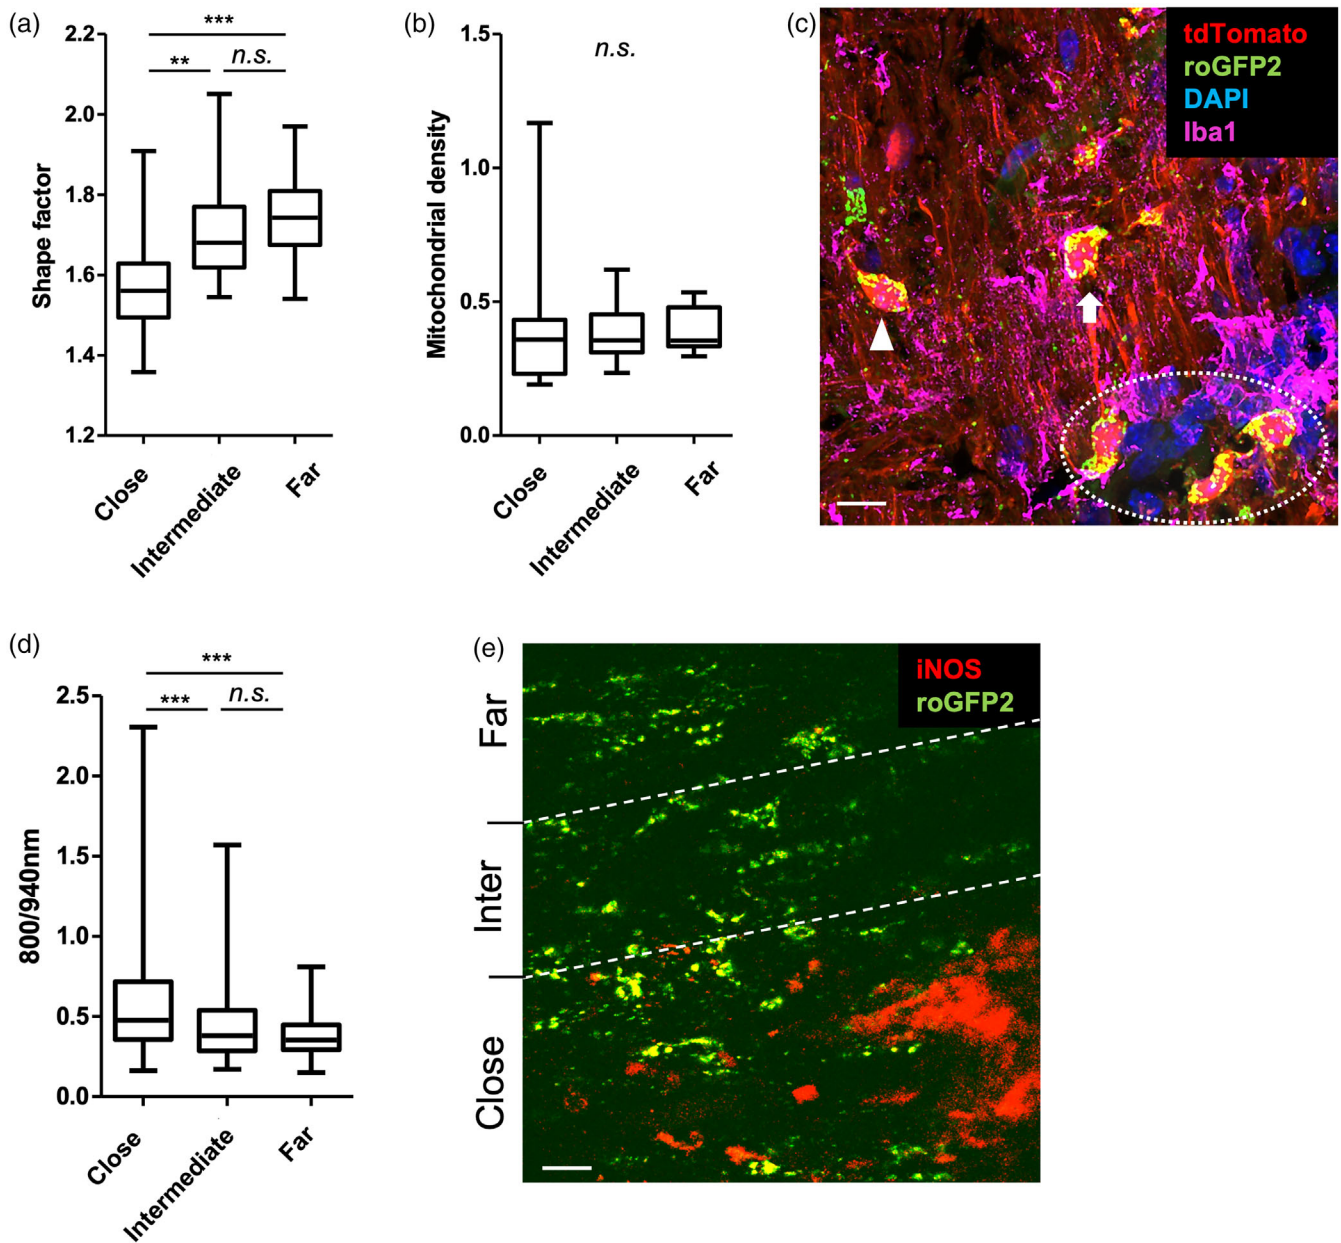 (a)
***
**
n.s.
2.2
2.0
1.8
1.6
1.4
1.2
Shape factor
Close
Intermediate
Far
(b)
n.s.
1.5
1.0
0.5
0.0
Mitochondrial density
Close
Intermediate
Far
(c)
tdTomato
roGFP2
DAPI
Iba1
(d)
***
***
n.s.
2.5
2.0
1.5
1.0
0.5
0.0
800/940nm
Close
Intermediate
Far
(e)
iNOS
roGFP2
Far
Inter
Close